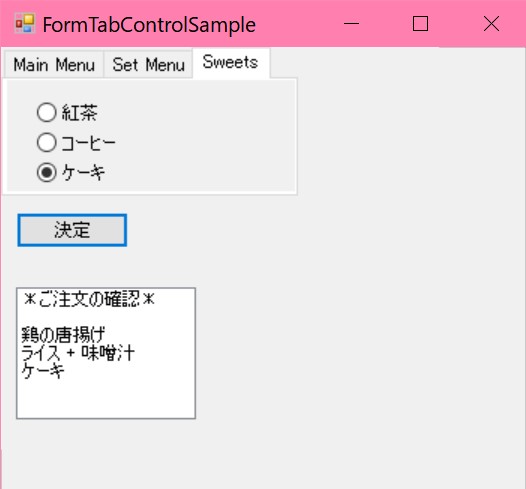 FormTabControlSample
Main Menu Set Menu Sweets
紅茶
コーヒー
ケーキ
決定
＊ご注文の確認＊
鶏の唐揚げ
ライス + 味噌汁
ケーキ